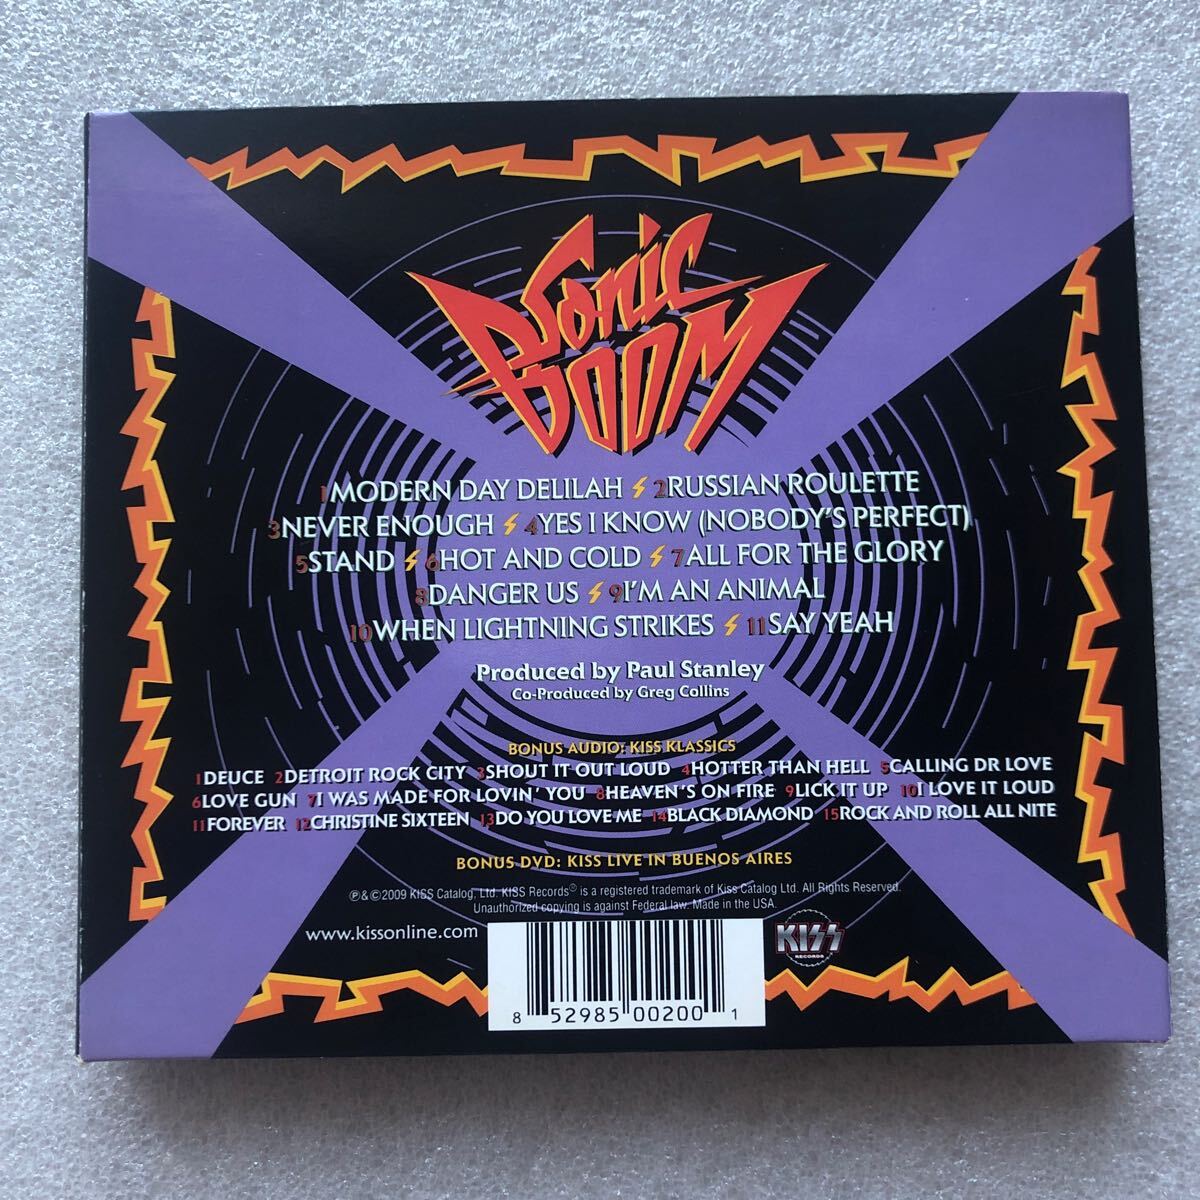 Sonic
BOOM
1 MODERN DAY DELILAH 2 RUSSIAN ROULETTE
3 NEVER ENOUGH 4 YES I KNOW (NOBODY'S PERFECT)
5 STAND 6 HOT AND COLD 7 ALL FOR THE GLORY
8 DANGER US 9 I'M AN ANIMAL
10 WHEN LIGHTNING STRIKES 11 SAY YEAH
Produced by Paul Stanley
Co-Produced by Greg Collins
BONUS AUDIO: KISS KLASSICS
1 DEUCE 2 DETROIT ROCK CITY 3 SHOUT IT OUT LOUD 4 HOTTER THAN HELL 5 CALLING DR LOVE
6 LOVE GUN 7 I WAS MADE FOR LOVIN' YOU 8 HEAVEN'S ON FIRE 9 LICK IT UP 10 I LOVE IT LOUD
11 FOREVER 12 CHRISTINE SIXTEEN 13 DO YOU LOVE ME 14 BLACK DIAMOND 15 ROCK AND ROLL ALL NITE
BONUS DVD: KISS LIVE IN BUENOS AIRES
℗&©2009 KISS Catalog, Ltd. KISS Records® is a registered trademark of Kiss Catalog Ltd. All Rights Reserved.
Unauthorized copying is against Federal law. Made in the USA.
www.kissonline.com
KISS
RECORDS
8 52985 00200 1